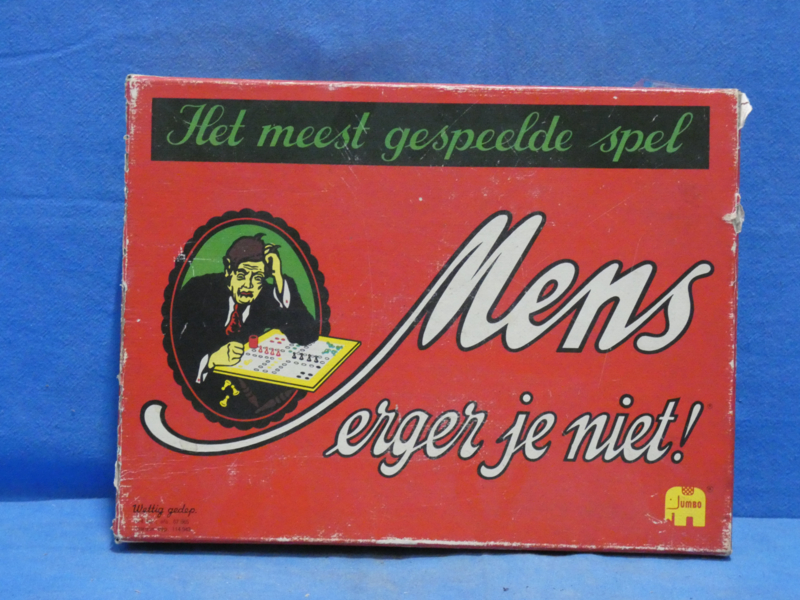 Het meest gespeelde spel
Mens
erger je niet!
Wettig gedep.
JUMBO